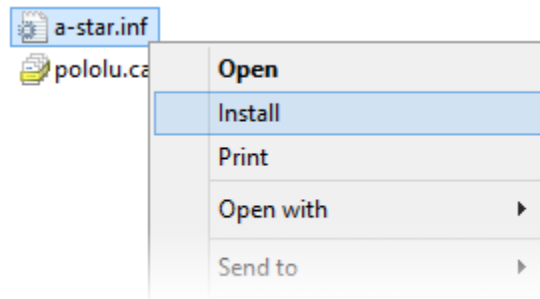 a-star.inf
pololu.ca
Open
Install
Print
Open with
Send to